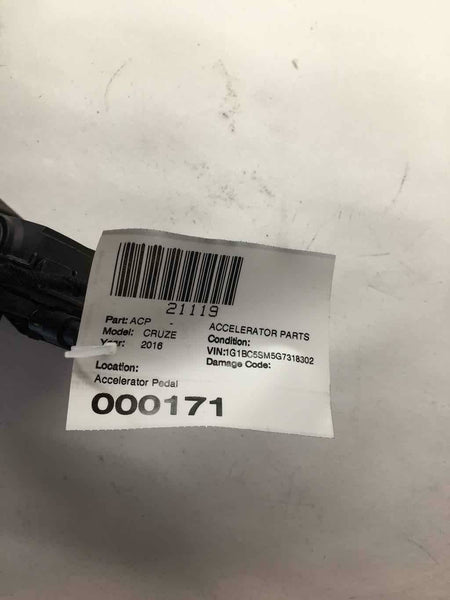 21119
Part: ACP -
ACCELERATOR PARTS
Model: CRUZE
Condition:
Year: 2016
VIN:1G1BC5SM5G7318302
Damage Code:
Location:
Accelerator Pedal
000171